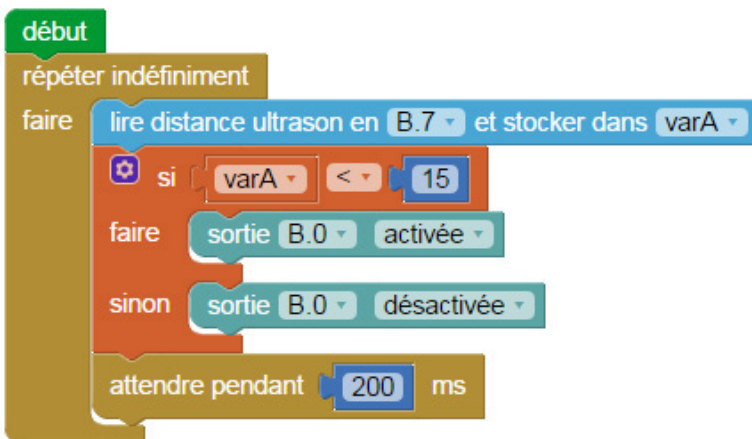 début
répéter indéfiniment
faire lire distance ultrason en B.7 et stocker dans varA
si varA < 15
faire sortie B.0 activée
sinon sortie B.0 désactivée
attendre pendant 200 ms